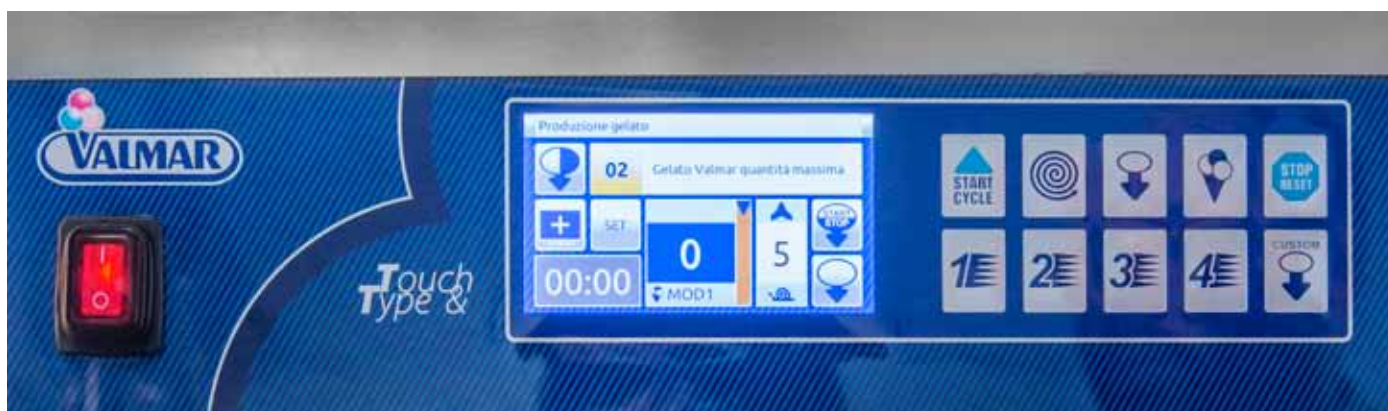 VALMAR
Touch
Type &
Produzione gelato
02 Gelato Valmar quantità massima
SET
00:00
0
MOD1
5
START
STOP
START
CYCLE
STOP
RESET
1
2
3
4
CUSTOM